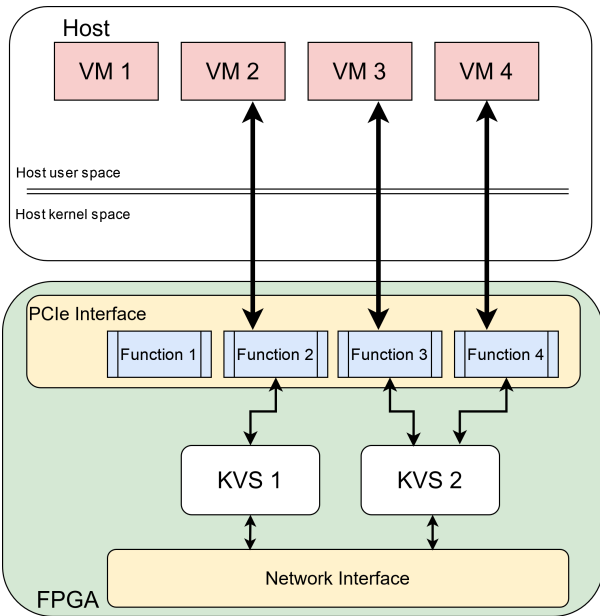 Host
VM 1
VM 2
VM 3
VM 4
Host user space
Host kernel space
PCIe Interface
Function 1
Function 2
Function 3
Function 4
KVS 1
KVS 2
Network Interface
FPGA